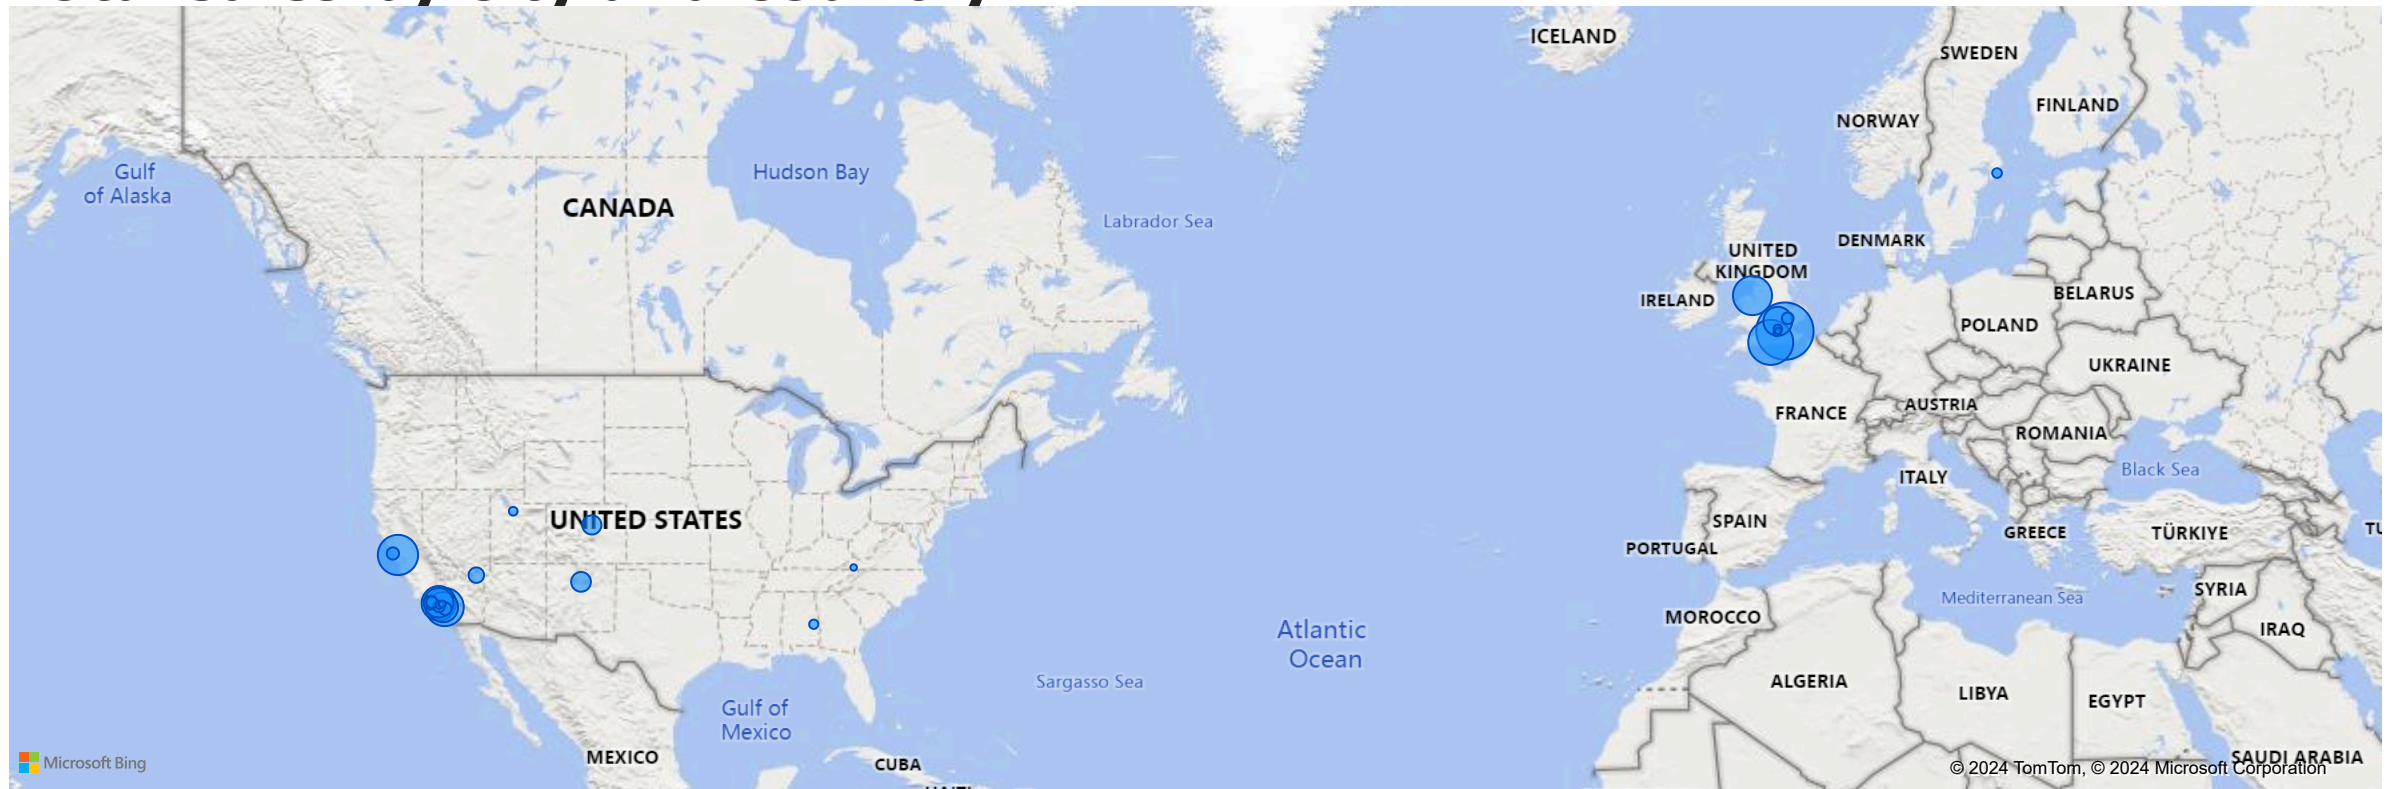 ICELAND
SWEDEN
FINLAND
NORWAY
Gulf
of Alaska
Hudson Bay
CANADA
Labrador Sea
UNITED
KINGDOM
DENMARK
IRELAND
BELARUS
POLAND
UKRAINE
FRANCE
AUSTRIA
ROMANIA
Black Sea
ITALY
UNITED STATES
SPAIN
GREECE
TÜRKIYE
TU
PORTUGAL
SYRIA
Mediterranean Sea
MOROCCO
IRAQ
Atlantic
Ocean
Sargasso Sea
ALGERIA
LIBYA
EGYPT
Gulf of
Mexico
MEXICO
CUBA
SAUDI ARABIA
Microsoft Bing
© 2024 TomTom, © 2024 Microsoft Corporation